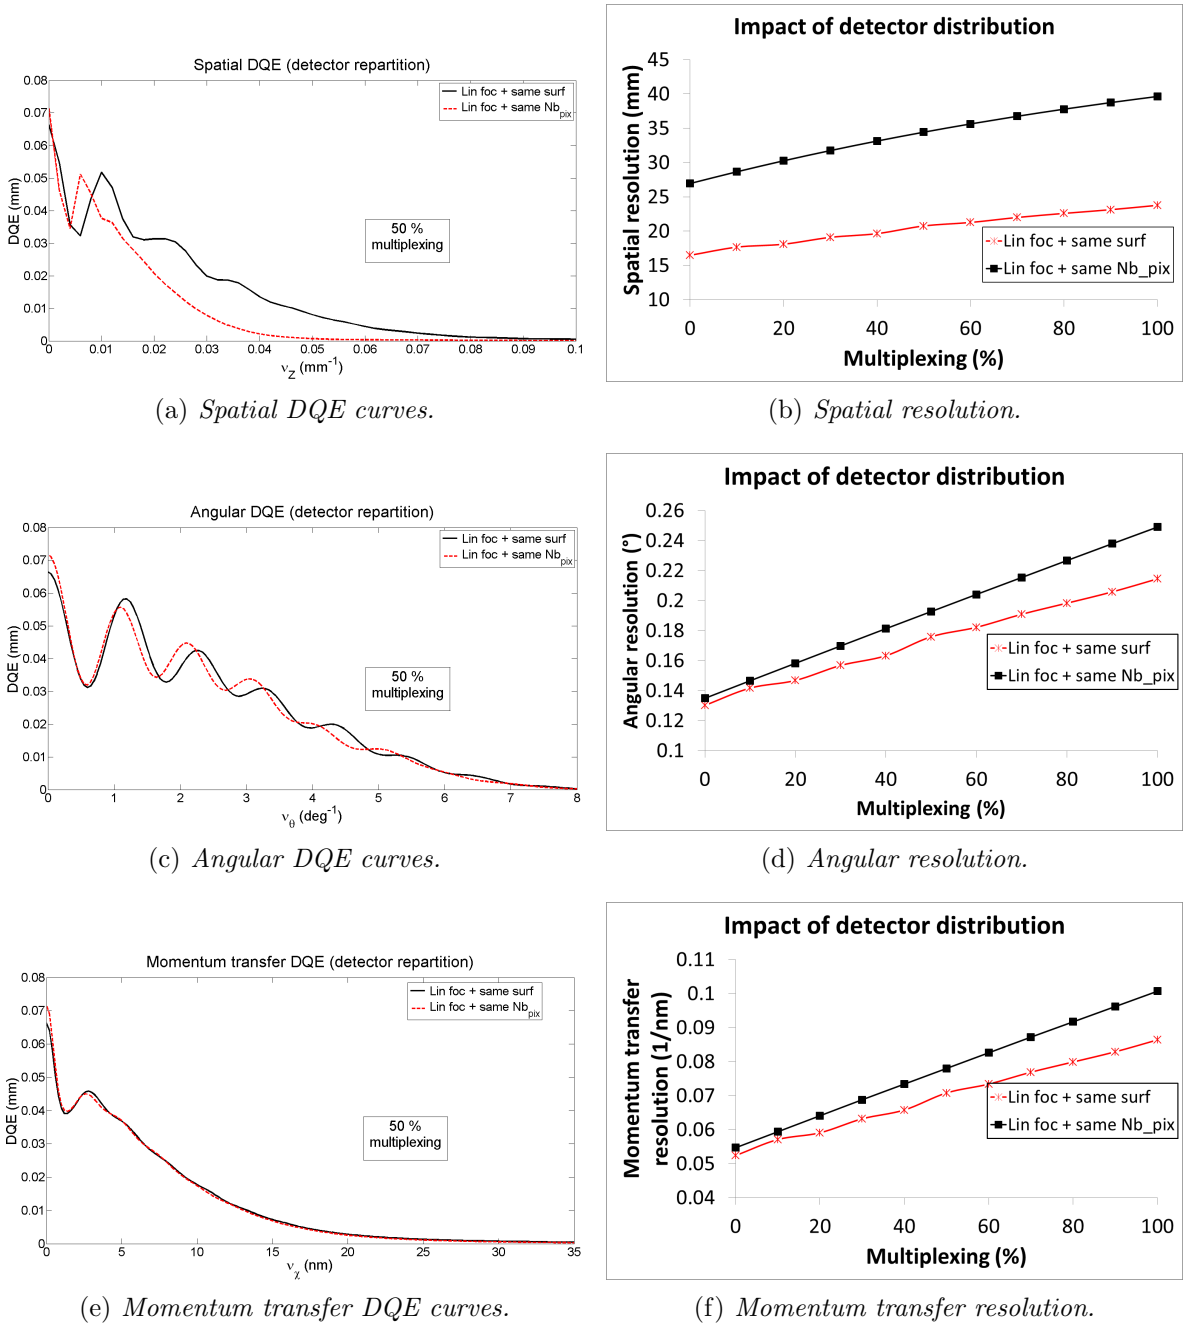 Spatial DQE (detector repartition)
DQE (mm)
0.08
0.07
0.06
0.05
0.04
0.03
0.02
0.01
0
Lin foc + same surf
Lin foc + same Nb_pix
50 %
multiplexing
0 0.01 0.02 0.03 0.04 0.05 0.06 0.07 0.08 0.09 0.1
ν_Z (mm⁻¹)
(a) Spatial DQE curves.
Impact of detector distribution
Spatial resolution (mm)
45
40
35
30
25
20
15
10
Lin foc + same surf
Lin foc + same Nb_pix
0 20 40 60 80 100
Multiplexing (%)
(b) Spatial resolution.
Angular DQE (detector repartition)
DQE (mm)
0.08
0.07
0.06
0.05
0.04
0.03
0.02
0.01
0
Lin foc + same surf
Lin foc + same Nb_pix
50 %
multiplexing
0 1 2 3 4 5 6 7 8
ν_θ (deg⁻¹)
(c) Angular DQE curves.
Impact of detector distribution
Angular resolution (°)
0.26
0.24
0.22
0.2
0.18
0.16
0.14
0.12
0.1
Lin foc + same surf
Lin foc + same Nb_pix
0 20 40 60 80 100
Multiplexing (%)
(d) Angular resolution.
Momentum transfer DQE (detector repartition)
DQE (mm)
0.08
0.07
0.06
0.05
0.04
0.03
0.02
0.01
0
Lin foc + same surf
Lin foc + same Nb_pix
50 %
multiplexing
0 5 10 15 20 25 30 35
ν_χ (nm)
(e) Momentum transfer DQE curves.
Impact of detector distribution
Momentum transfer
resolution (1/nm)
0.11
0.1
0.09
0.08
0.07
0.06
0.05
0.04
Lin foc + same surf
Lin foc + same Nb_pix
0 20 40 60 80 100
Multiplexing (%)
(f) Momentum transfer resolution.